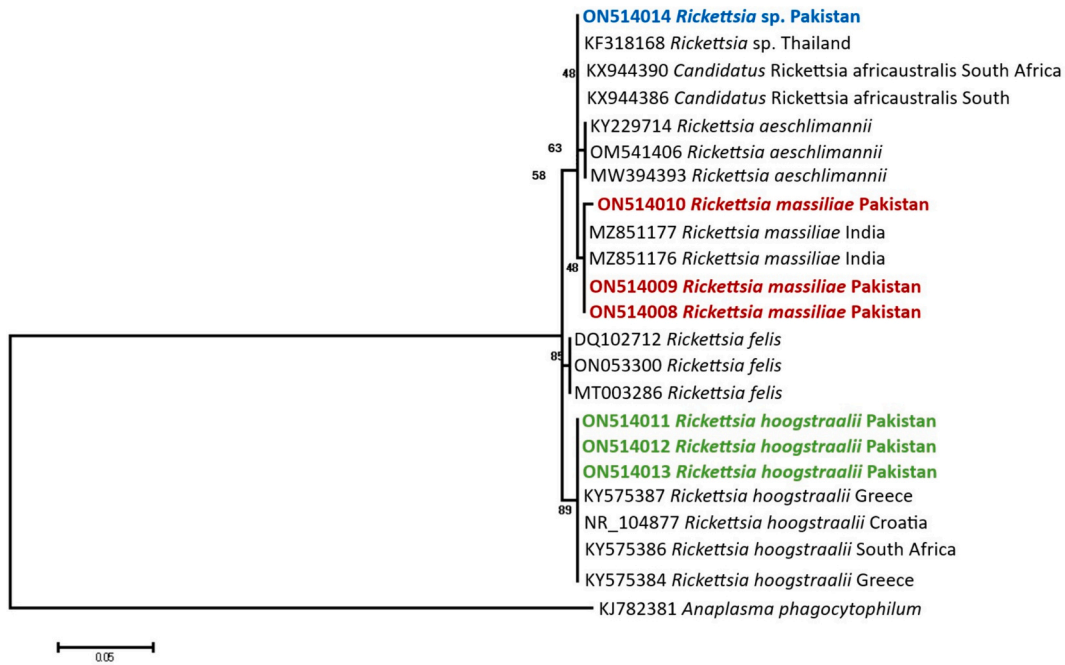 ON514014 Rickettsia sp. Pakistan
KF318168 Rickettsia sp. Thailand
48
KX944390 Candidatus Rickettsia africaustralis South Africa
KX944386 Candidatus Rickettsia africaustralis South
KY229714 Rickettsia aeschlimannii
63
OM541406 Rickettsia aeschlimannii
58
MW394393 Rickettsia aeschlimannii
ON514010 Rickettsia massiliae Pakistan
MZ851177 Rickettsia massiliae India
MZ851176 Rickettsia massiliae India
48
ON514009 Rickettsia massiliae Pakistan
ON514008 Rickettsia massiliae Pakistan
DQ102712 Rickettsia felis
85
ON053300 Rickettsia felis
MT003286 Rickettsia felis
ON514011 Rickettsia hoogstraalii Pakistan
ON514012 Rickettsia hoogstraalii Pakistan
ON514013 Rickettsia hoogstraalii Pakistan
KY575387 Rickettsia hoogstraalii Greece
89
NR_104877 Rickettsia hoogstraalii Croatia
KY575386 Rickettsia hoogstraalii South Africa
KY575384 Rickettsia hoogstraalii Greece
KJ782381 Anaplasma phagocytophilum
0.05